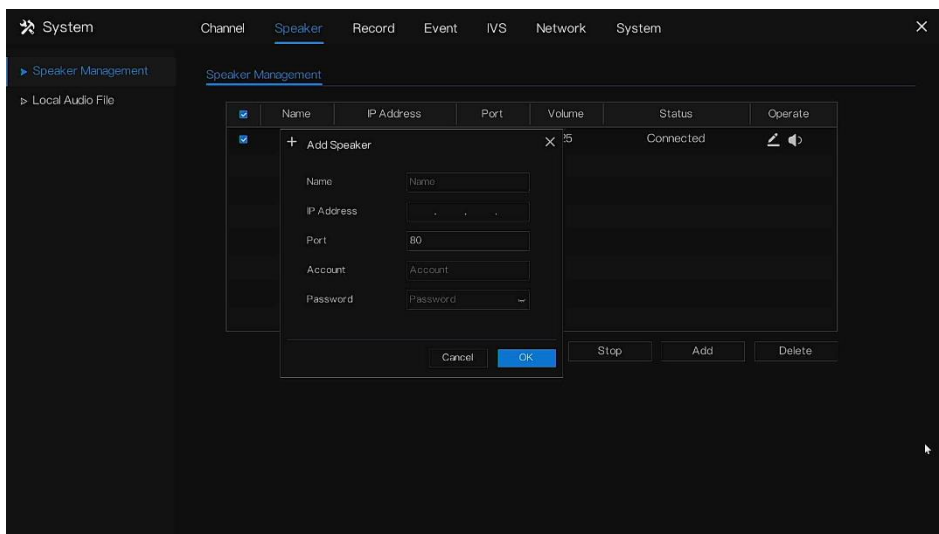 System Channel Speaker Record Event IVS Network System
Speaker Management
Local Audio File
Speaker Management
Name IP Address Port Volume Status Operate
Connected
Add Speaker
Name Name
IP Address . . .
Port 80
Account Account
Password Password
Cancel OK
Stop Add Delete